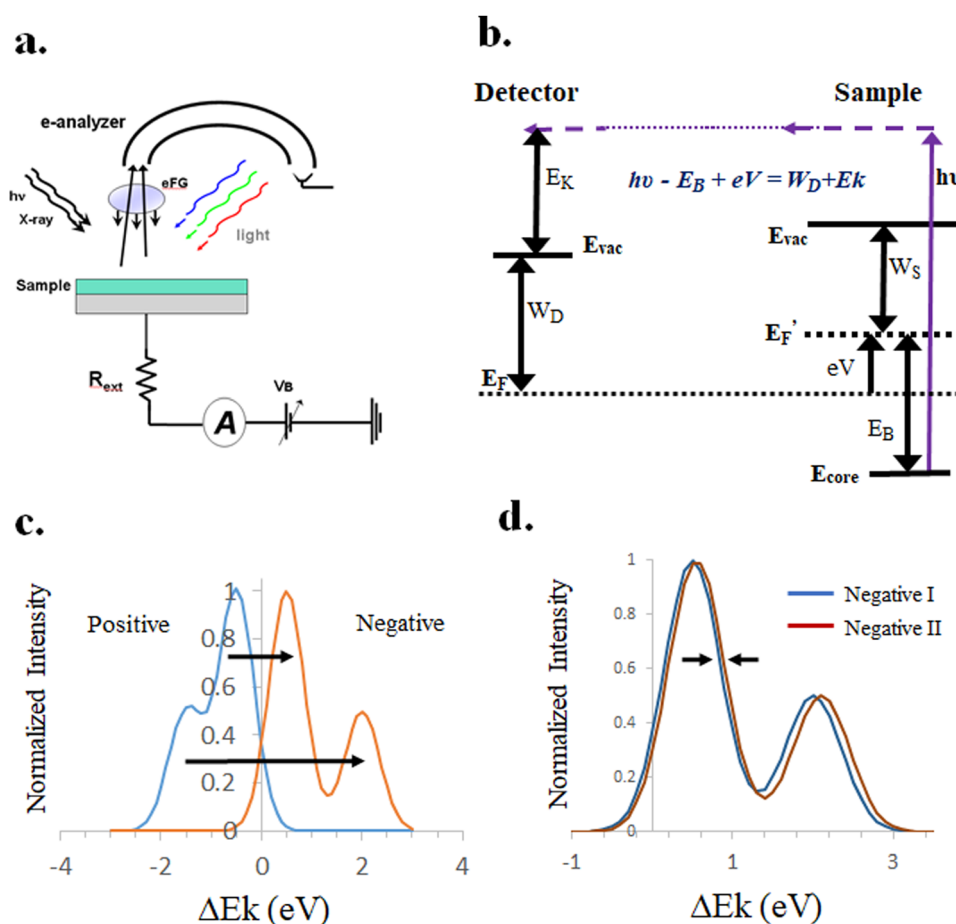 a.
e-analyzer
eFG
hν
X-ray
light
Sample
Rext
A
VB
b.
Detector
Sample
EK
hυ - EB + eV = WD+Ek
hυ
Evac
Evac
WS
WD
EF'
EF
eV
EB
Ecore
c.
Normalized Intensity
Positive
Negative
1
0.8
0.6
0.4
0.2
0
-4
-2
0
2
4
ΔEk (eV)
d.
Normalized Intensity
1
0.8
0.6
0.4
0.2
0
Negative I
Negative II
-1
1
3
ΔEk (eV)